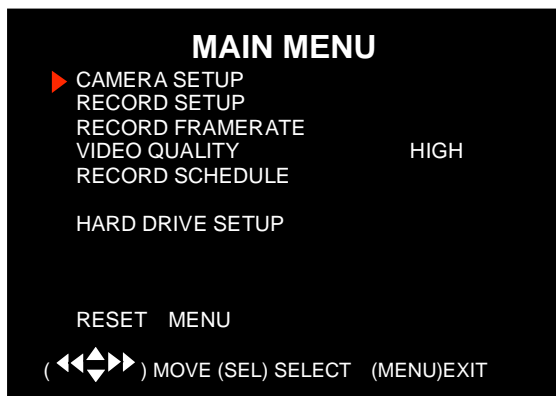 MAIN MENU
CAMERA SETUP
RECORD SETUP
RECORD FRAMERATE
VIDEO QUALITY HIGH
RECORD SCHEDULE
HARD DRIVE SETUP
RESET MENU
( ) MOVE (SEL) SELECT (MENU)EXIT